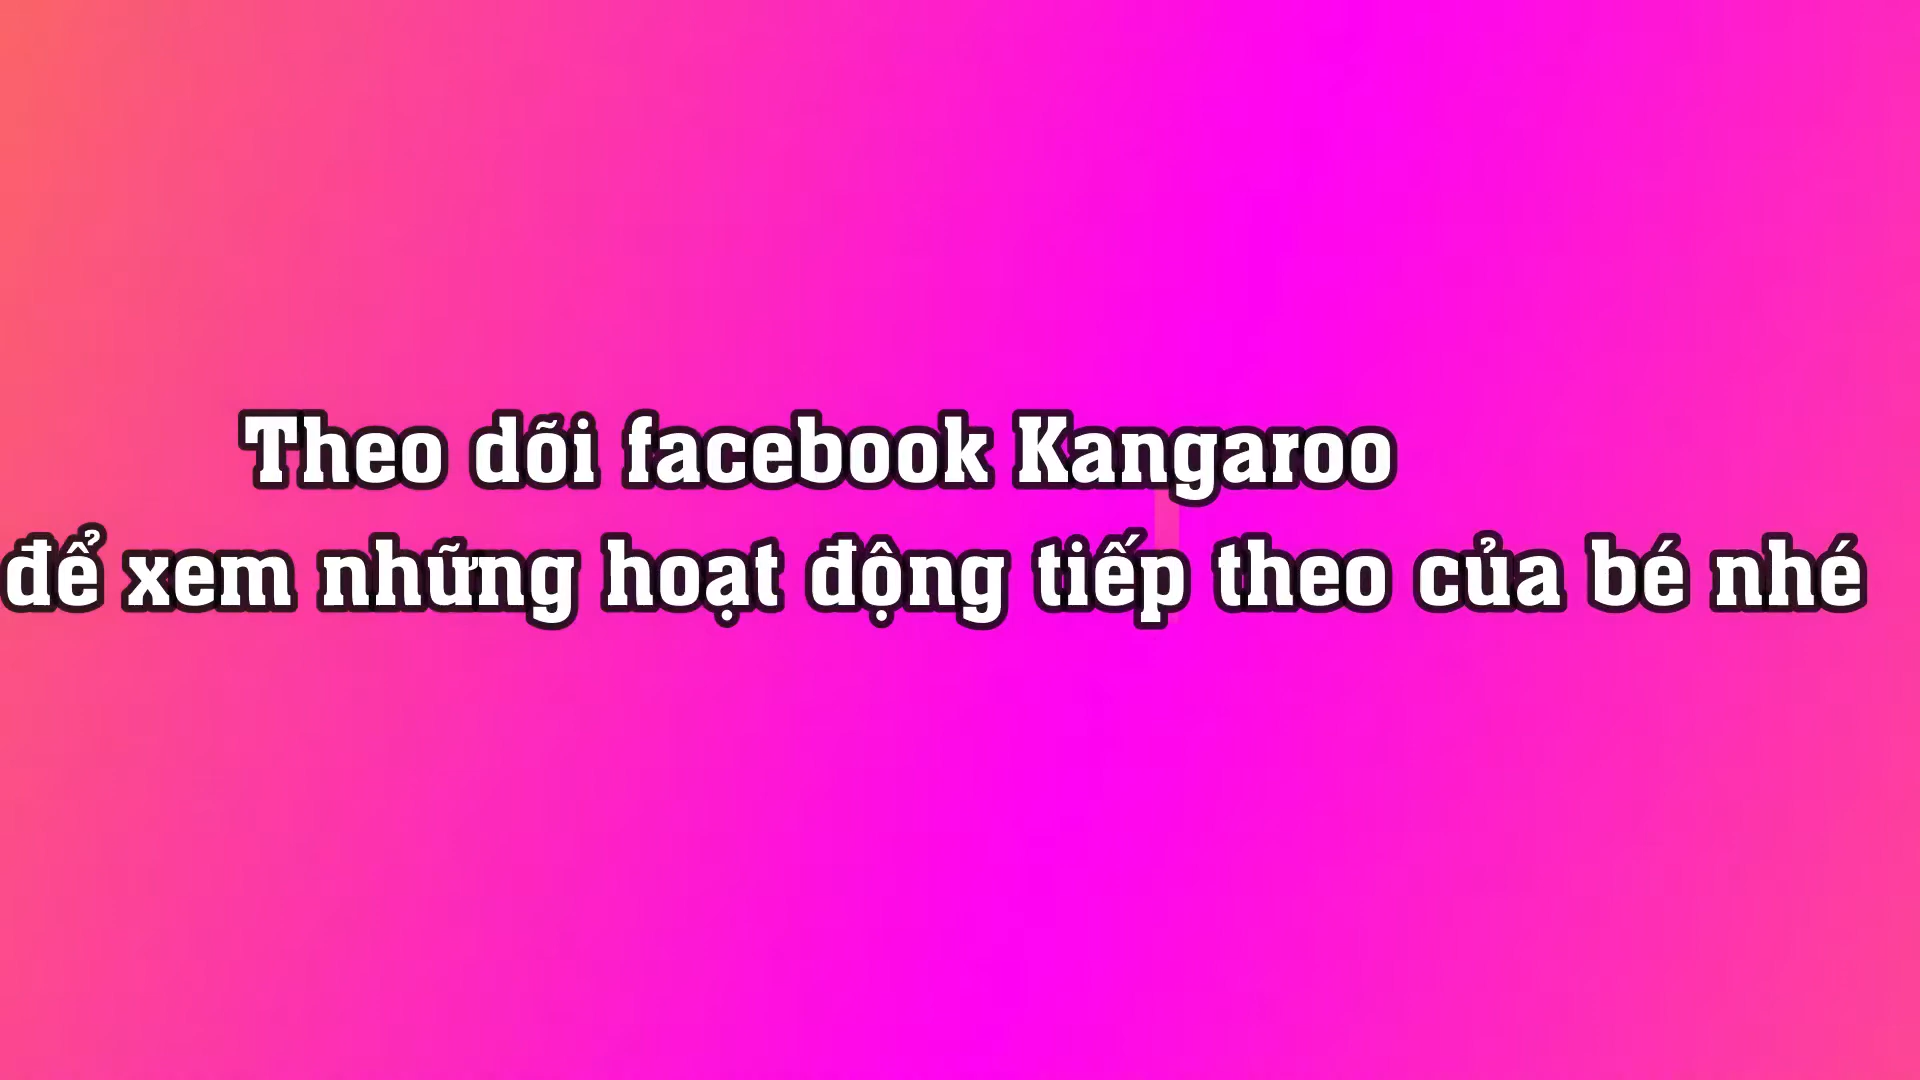 Theo dõi facebook Kangaroo
để xem những hoạt động tiếp theo của bé nhé